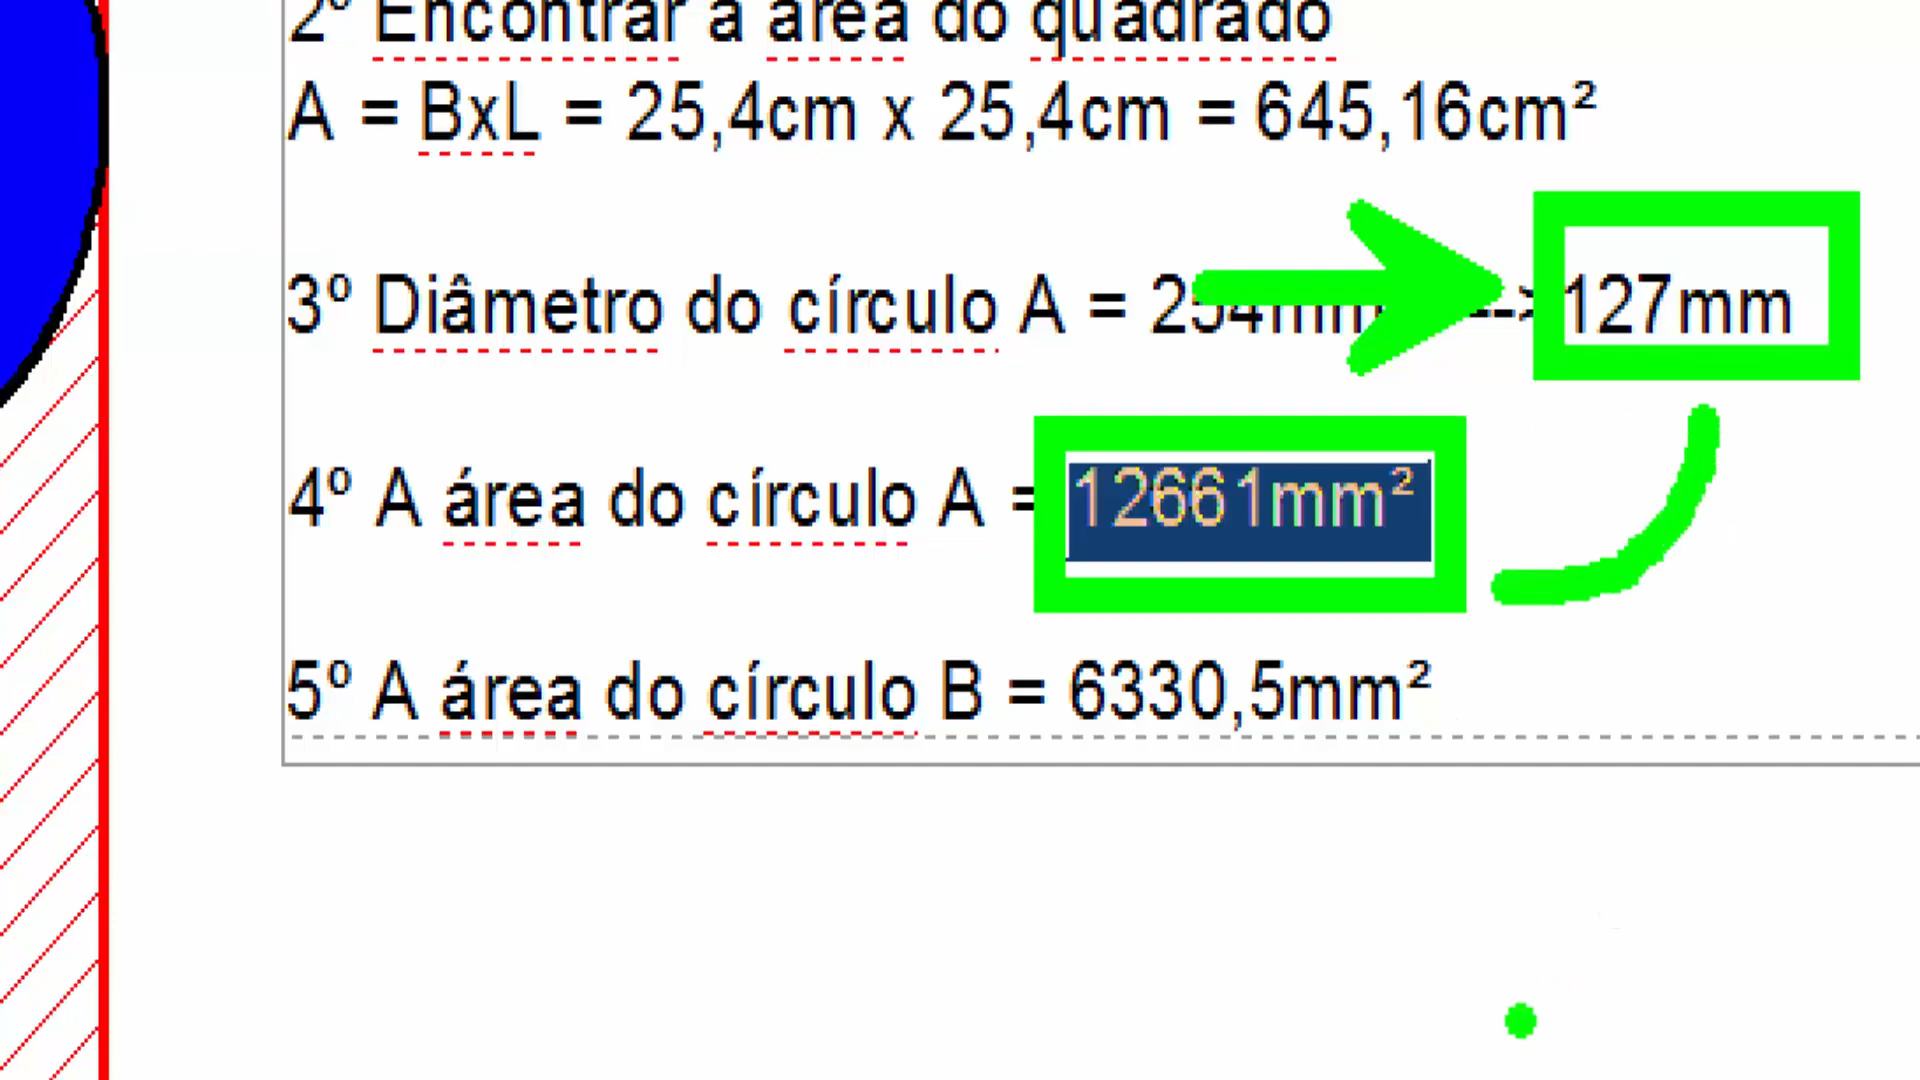 2º Encontrar a área do quadrado
A = BxL = 25,4cm x 25,4cm = 645,16cm²
3º Diâmetro do círculo A = 254mm --> 127mm
4º A área do círculo A = 12661mm²
5º A área do círculo B = 6330,5mm²